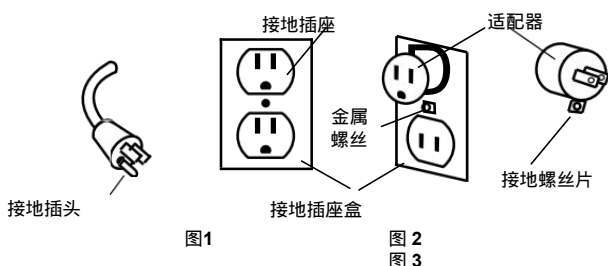 接地插座
适配器
金属
螺丝
接地螺丝片
接地插头
接地插座盒
图1
图 2
图 3